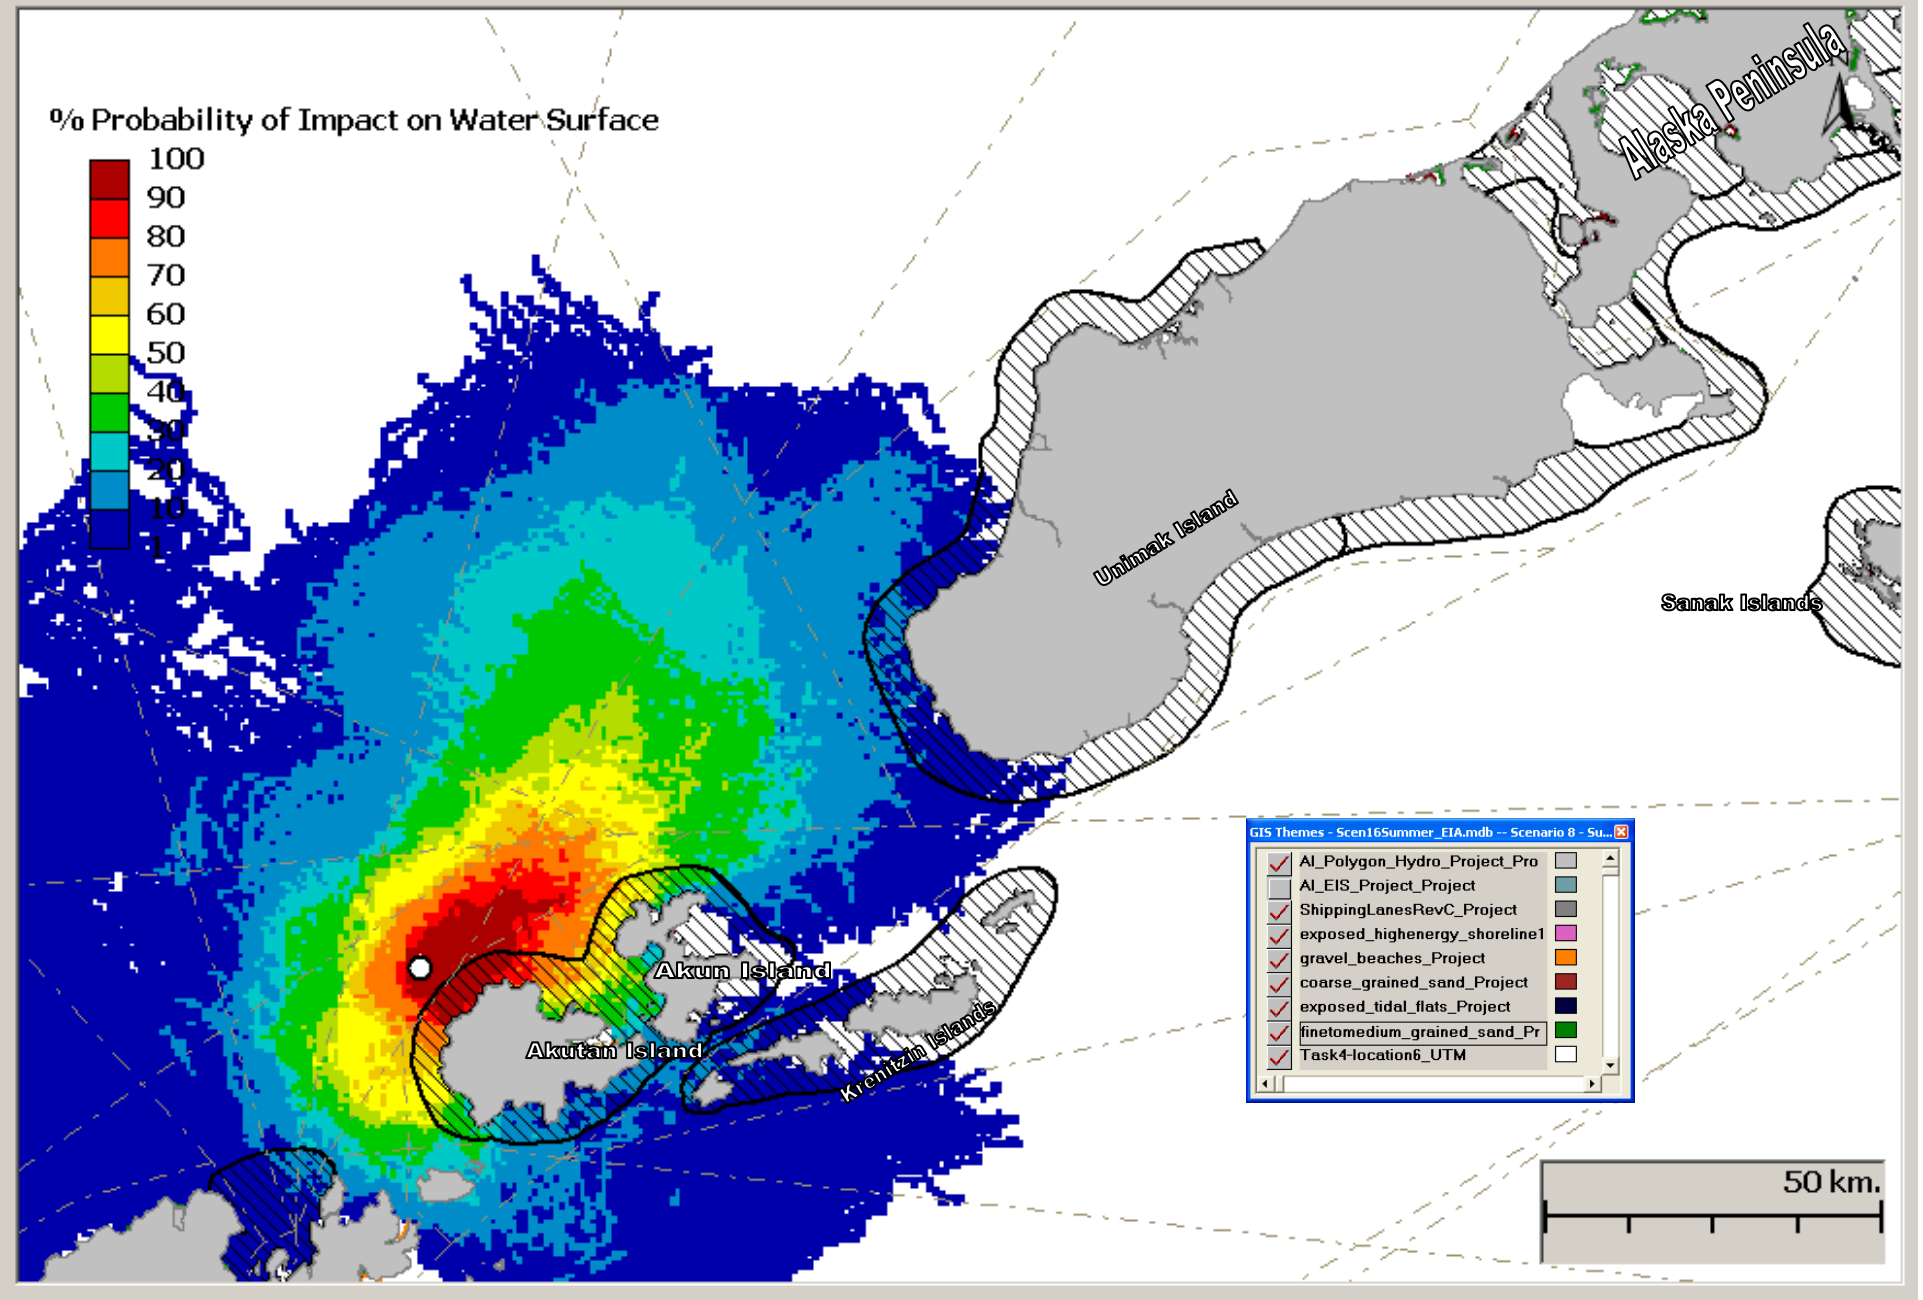 % Probability of Impact on Water Surface
100
90
80
70
60
50
40
30
20
10
1
Alaska Peninsula
N
Unimak Island
Sanak Islands
Akun Island
Akutan Island
Krenitzin Islands
GIS Themes - Scen16Summer_EIA.mdb -- Scenario 8 - Su...
AI_Polygon_Hydro_Project_Pro
AI_EIS_Project_Project
ShippingLanesRevC_Project
exposed_highenergy_shoreline1
gravel_beaches_Project
coarse_grained_sand_Project
exposed_tidal_flats_Project
finetomedium_grained_sand_Pr
Task4-location6_UTM
50 km.